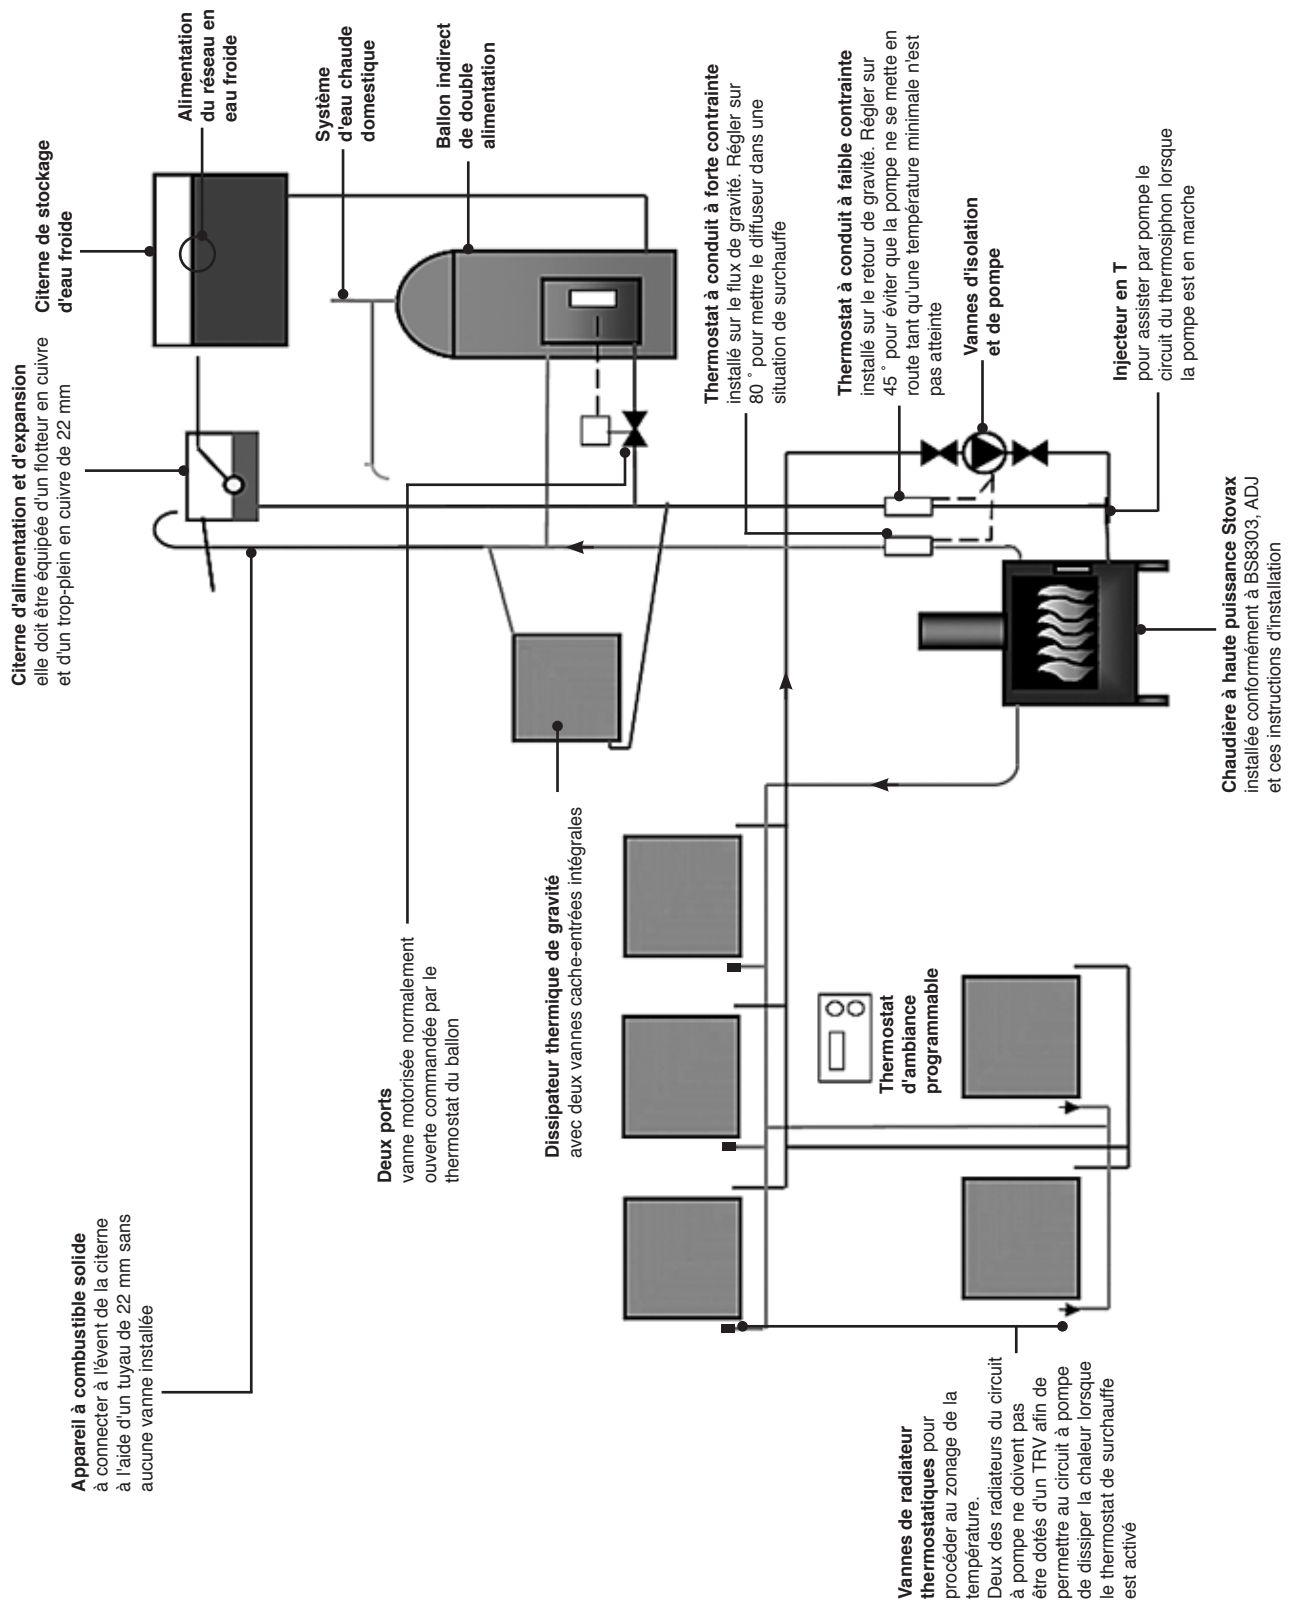 Appareil à combustible solide
à connecter à l'évent de la citerne
à l'aide d'un tuyau de 22 mm sans
aucune vanne installée
Citerne d'alimentation et d'expansion
elle doit être équipée d'un flotteur en cuivre
et d'un trop-plein en cuivre de 22 mm
Citerne de stockage
d'eau froide
Alimentation
du réseau en
eau froide
Système
d'eau chaude
domestique
Ballon indirect
de double
alimentation
Deux ports
vanne motorisée normalement
ouverte commandée par le
thermostat du ballon
Dissipateur thermique de gravité
avec deux vannes cache-entrées intégrales
Thermostat à conduit à forte contrainte
installé sur le flux de gravité. Régler sur
80 ˚ pour mettre le diffuseur dans une
situation de surchauffe
Thermostat à conduit à faible contrainte
installé sur le retour de gravité. Régler sur
45 ˚ pour éviter que la pompe ne se mette en
route tant qu'une température minimale n'est
pas atteinte
Vannes d'isolation
et de pompe
Injecteur en T
pour assister par pompe le
circuit du thermosiphon lorsque
la pompe est en marche
Thermostat
d'ambiance
programmable
Vannes de radiateur
thermostatiques pour
procéder au zonage de la
température.
Deux des radiateurs du circuit
à pompe ne doivent pas
être dotés d'un TRV afin de
permettre au circuit à pompe
de dissiper la chaleur lorsque
le thermostat de surchauffe
est activé
Chaudière à haute puissance Stovax
installée conformément à BS8303, ADJ
et ces instructions d'installation